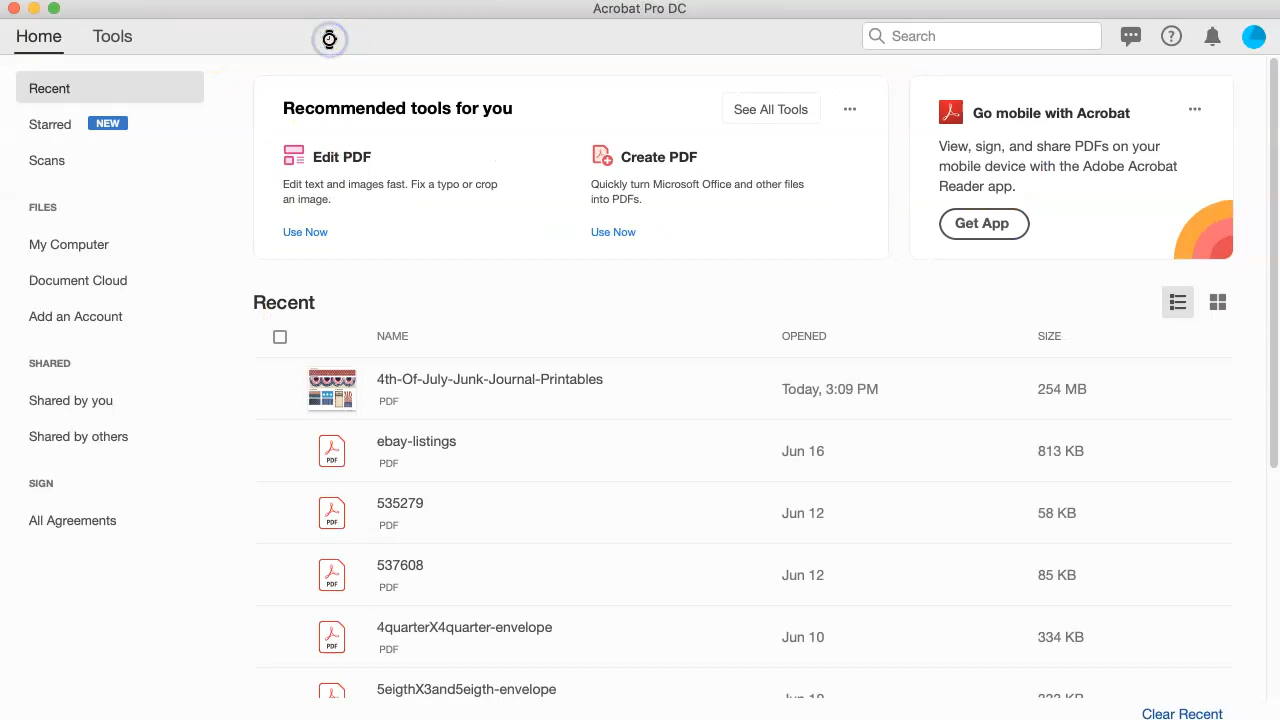 Acrobat Pro DC
Home
Tools
Search
Recent
Starred
NEW
Scans
FILES
My Computer
Document Cloud
Add an Account
SHARED
Shared by you
Shared by others
SIGN
All Agreements
Recommended tools for you
See All Tools
Edit PDF
Edit text and images fast. Fix a typo or crop
an image.
Use Now
Create PDF
Quickly turn Microsoft Office and other files
into PDFs.
Use Now
Go mobile with Acrobat
View, sign, and share PDFs on your
mobile device with the Adobe Acrobat
Reader app.
Get App
Recent
NAME
OPENED
SIZE
4th-Of-July-Junk-Journal-Printables
PDF
Today, 3:09 PM
254 MB
PDF
ebay-listings
PDF
Jun 16
813 KB
PDF
535279
PDF
Jun 12
58 KB
PDF
537608
PDF
Jun 12
85 KB
PDF
4quarterX4quarter-envelope
PDF
Jun 10
334 KB
5eigthX3and5eigth-envelope
Clear Recent